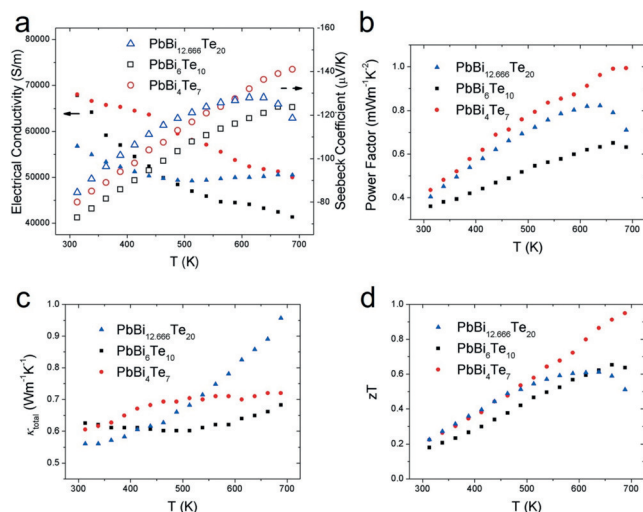 a
Electrical Conductivity (S/m)
80000
70000
60000
50000
40000
PbBi12.666Te20
PbBi6Te10
PbBi4Te7
-160
-140
-120
-100
-80
Seebeck Coefficient (μV/K)
300 400 500 600 700
T (K)
b
Power Factor (mWm-1K-2)
1.2
1.0
0.8
0.6
0.4
PbBi12.666Te20
PbBi6Te10
PbBi4Te7
300 400 500 600 700
T (K)
c
κtotal (Wm-1K-1)
1.0
0.9
0.8
0.7
0.6
0.5
PbBi12.666Te20
PbBi6Te10
PbBi4Te7
300 400 500 600 700
T (K)
d
zT
1.0
0.8
0.6
0.4
0.2
0.0
PbBi12.666Te20
PbBi6Te10
PbBi4Te7
300 400 500 600 700
T (K)